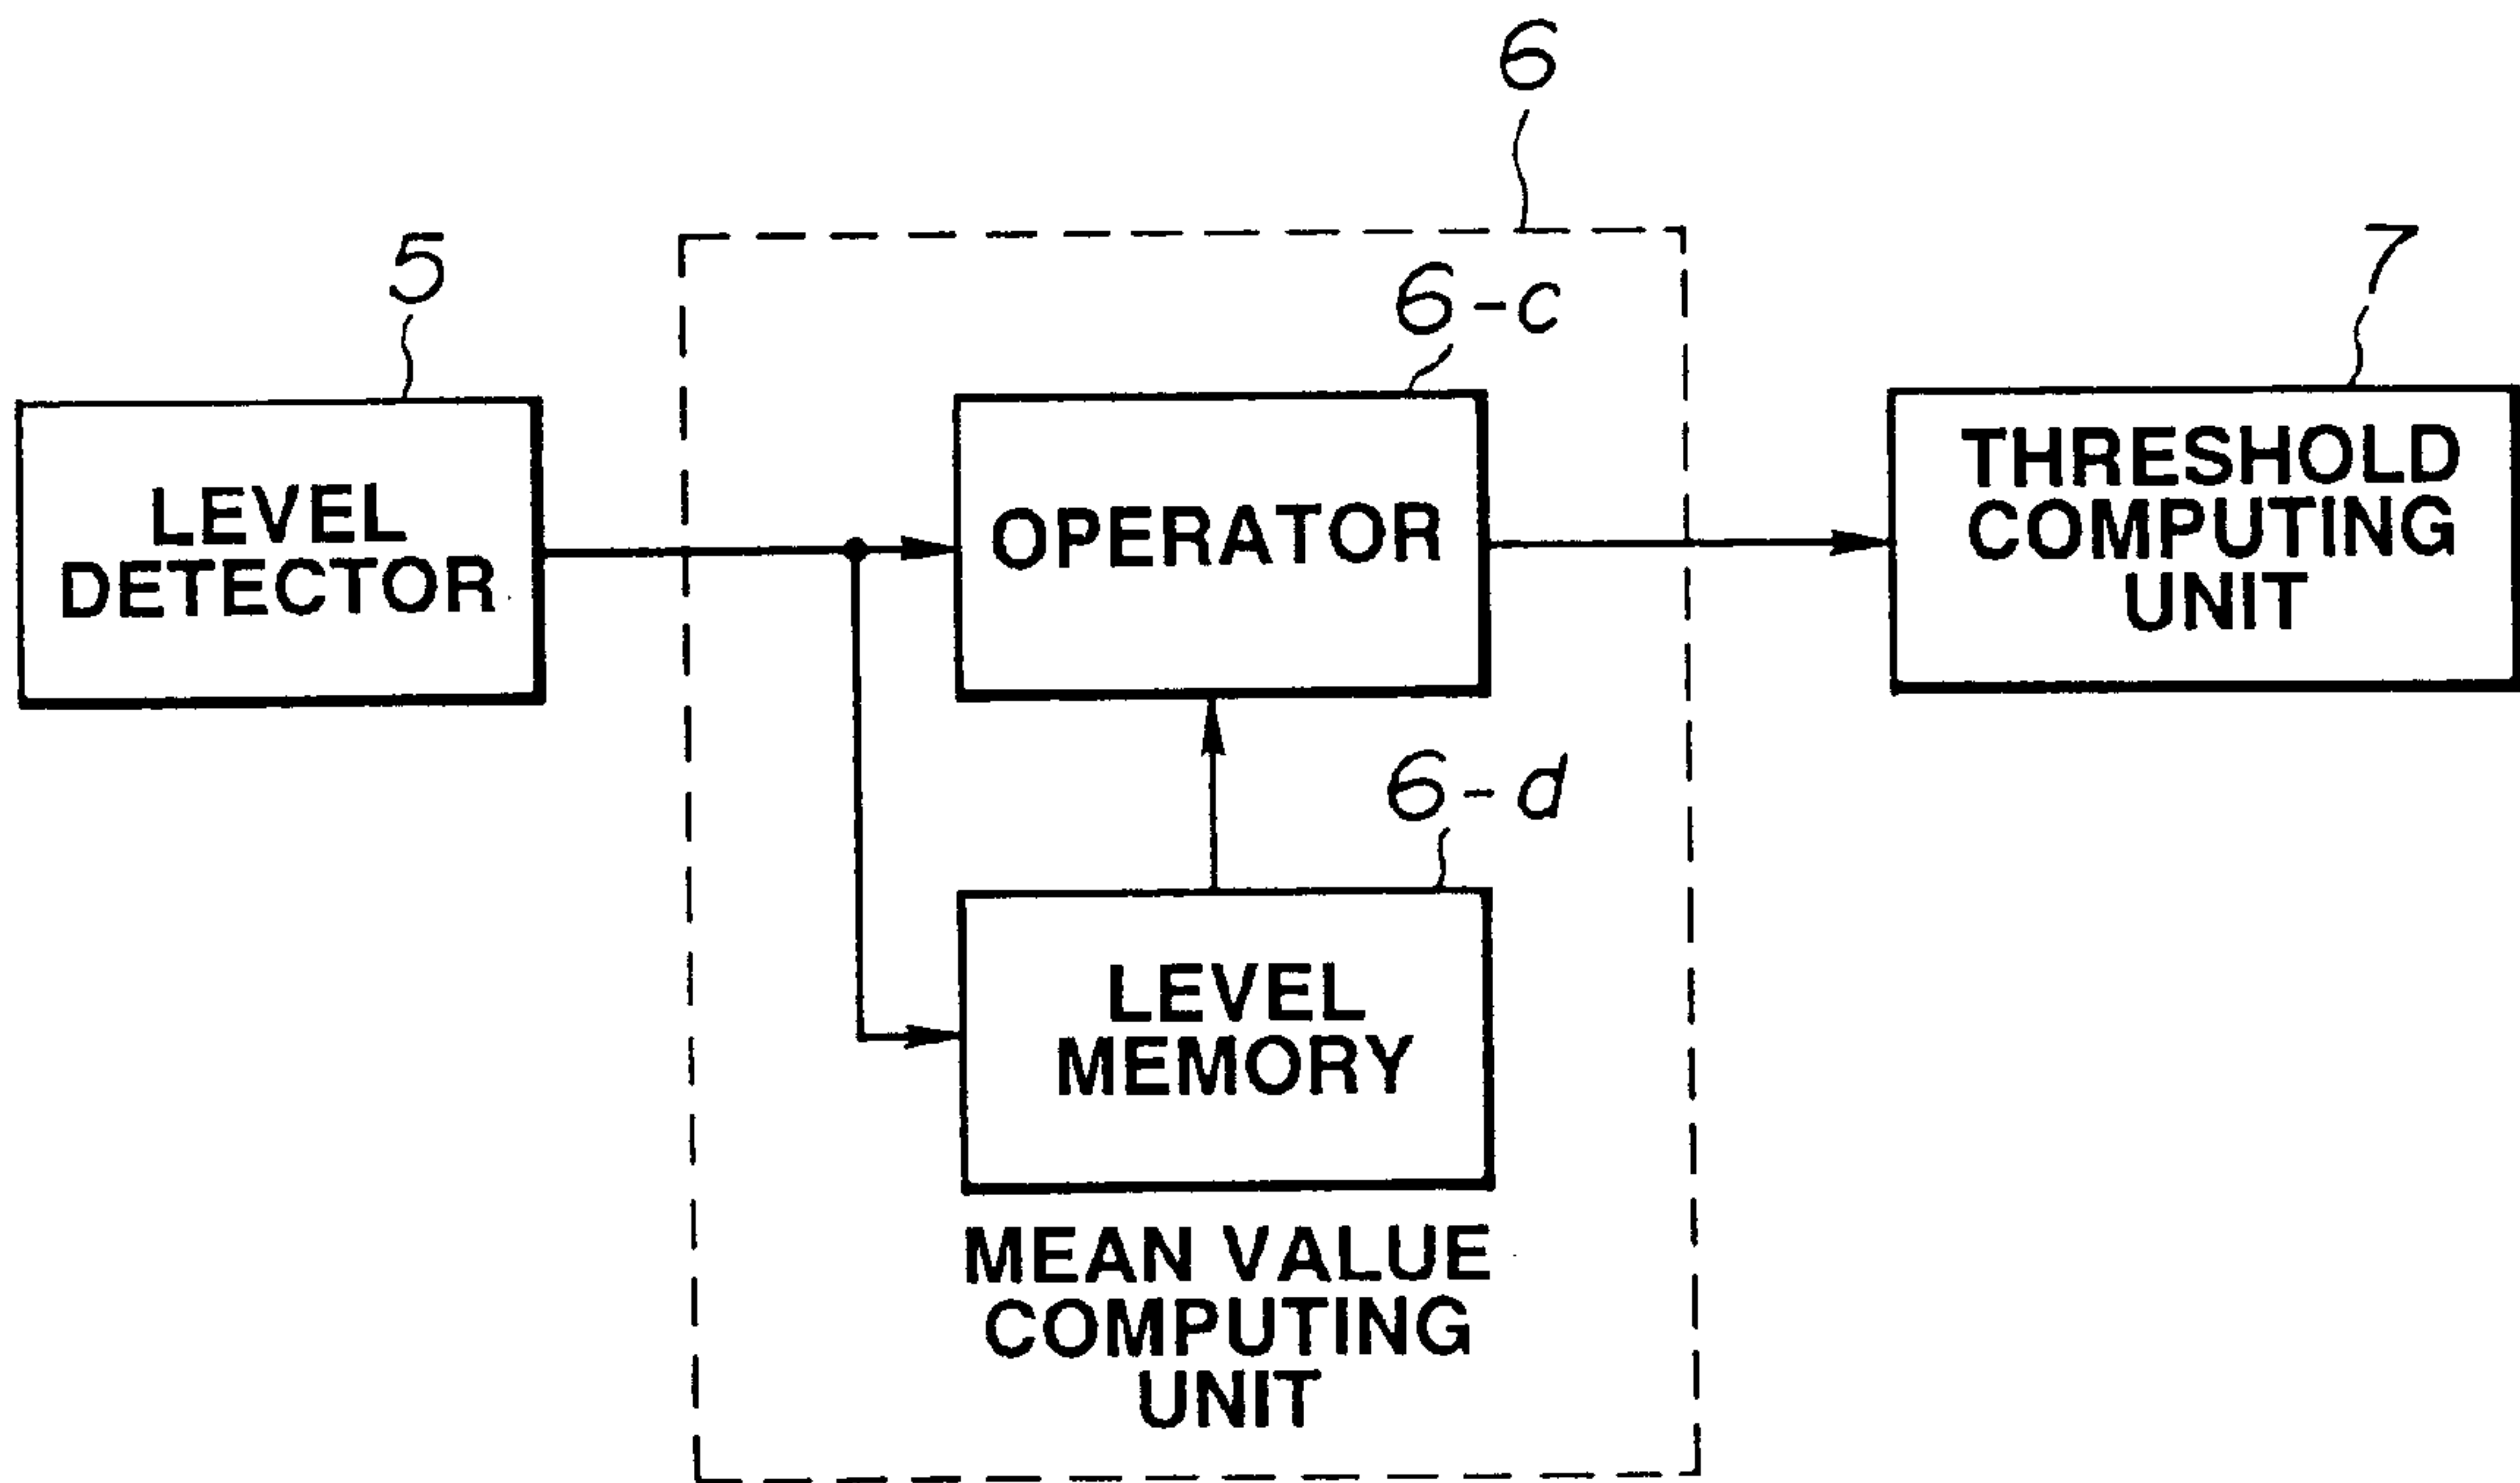 6
5
6-c
7
LEVEL
DETECTOR
OPERATOR
THRESHOLD
COMPUTING
UNIT
6-d
LEVEL
MEMORY
MEAN VALUE
COMPUTING
UNIT